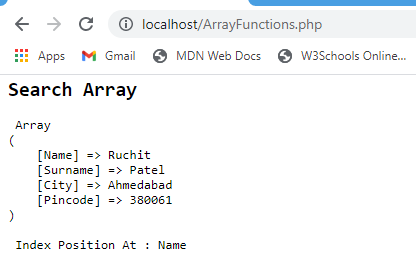 localhost/ArrayFunctions.php
Apps Gmail MDN Web Docs W3Schools Online...
Search Array
Array
(
[Name] => Ruchit
[Surname] => Patel
[City] => Ahmedabad
[Pincode] => 380061
)
Index Position At : Name